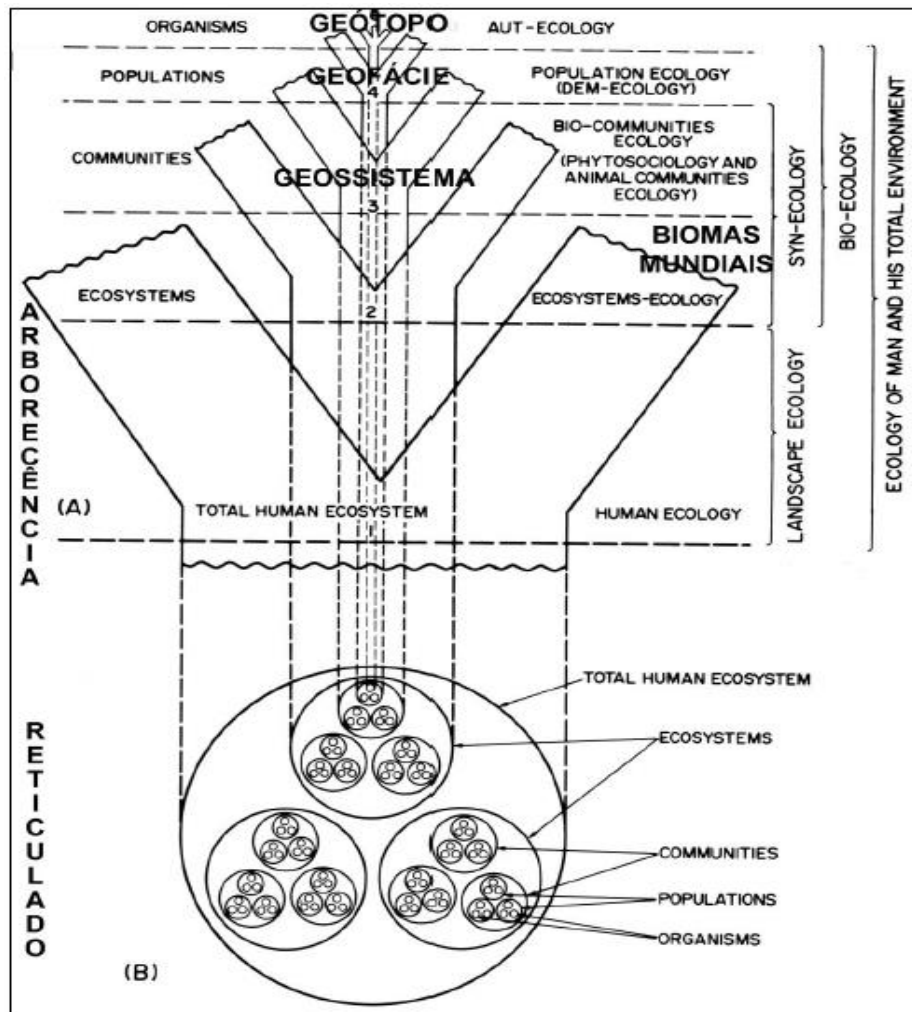 ORGANISMS
5
GEÓTOPO
AUT-ECOLOGY
POPULATIONS
GEOFÁCIE
4
POPULATION ECOLOGY
(DEM-ECOLOGY)
COMMUNITIES
GEOSSISTEMA
3
BIO-COMMUNITIES
ECOLOGY
(PHYTOSOCIOLOGY AND
ANIMAL COMMUNITIES
ECOLOGY)
BIOMAS
MUNDIAIS
ECOSYSTEMS
2
ECOSYSTEMS-ECOLOGY
TOTAL HUMAN ECOSYSTEM
1
HUMAN ECOLOGY
SYN-ECOLOGY
BIO-ECOLOGY
LANDSCAPE ECOLOGY
ECOLOGY OF MAN AND HIS TOTAL ENVIRONMENT
ARBORECÊNCIA
(A)
TOTAL HUMAN ECOSYSTEM
ECOSYSTEMS
COMMUNITIES
POPULATIONS
ORGANISMS
RETICULADO
(B)